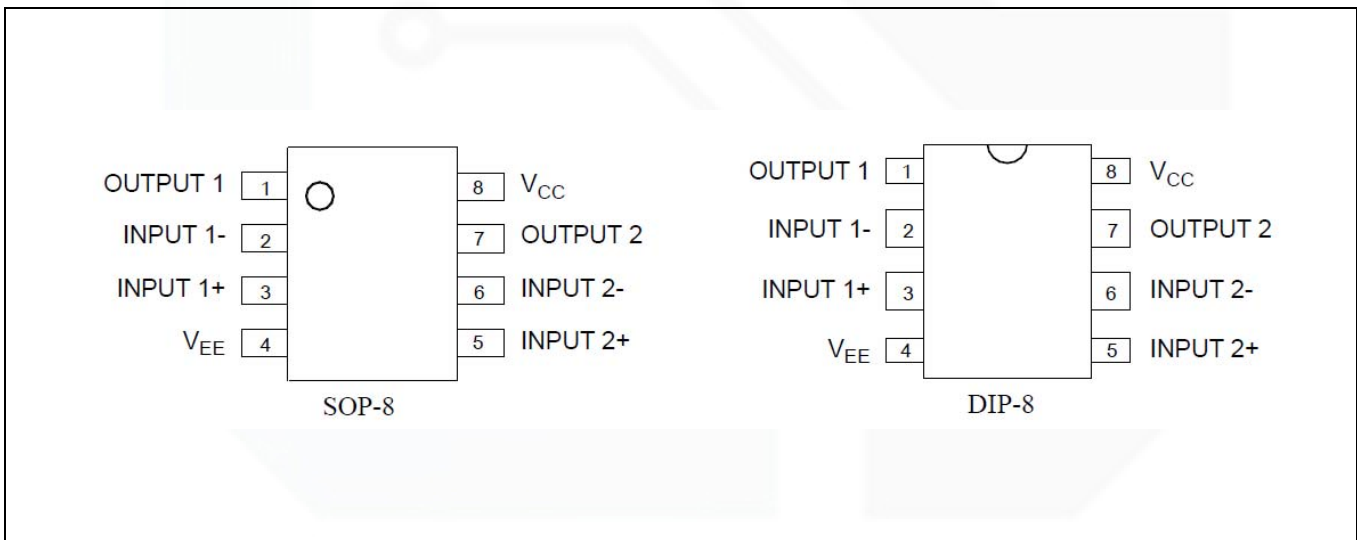 OUTPUT 1 1 8 VCC
INPUT 1- 2 7 OUTPUT 2
INPUT 1+ 3 6 INPUT 2-
VEE 4 5 INPUT 2+
SOP-8
OUTPUT 1 1 8 VCC
INPUT 1- 2 7 OUTPUT 2
INPUT 1+ 3 6 INPUT 2-
VEE 4 5 INPUT 2+
DIP-8